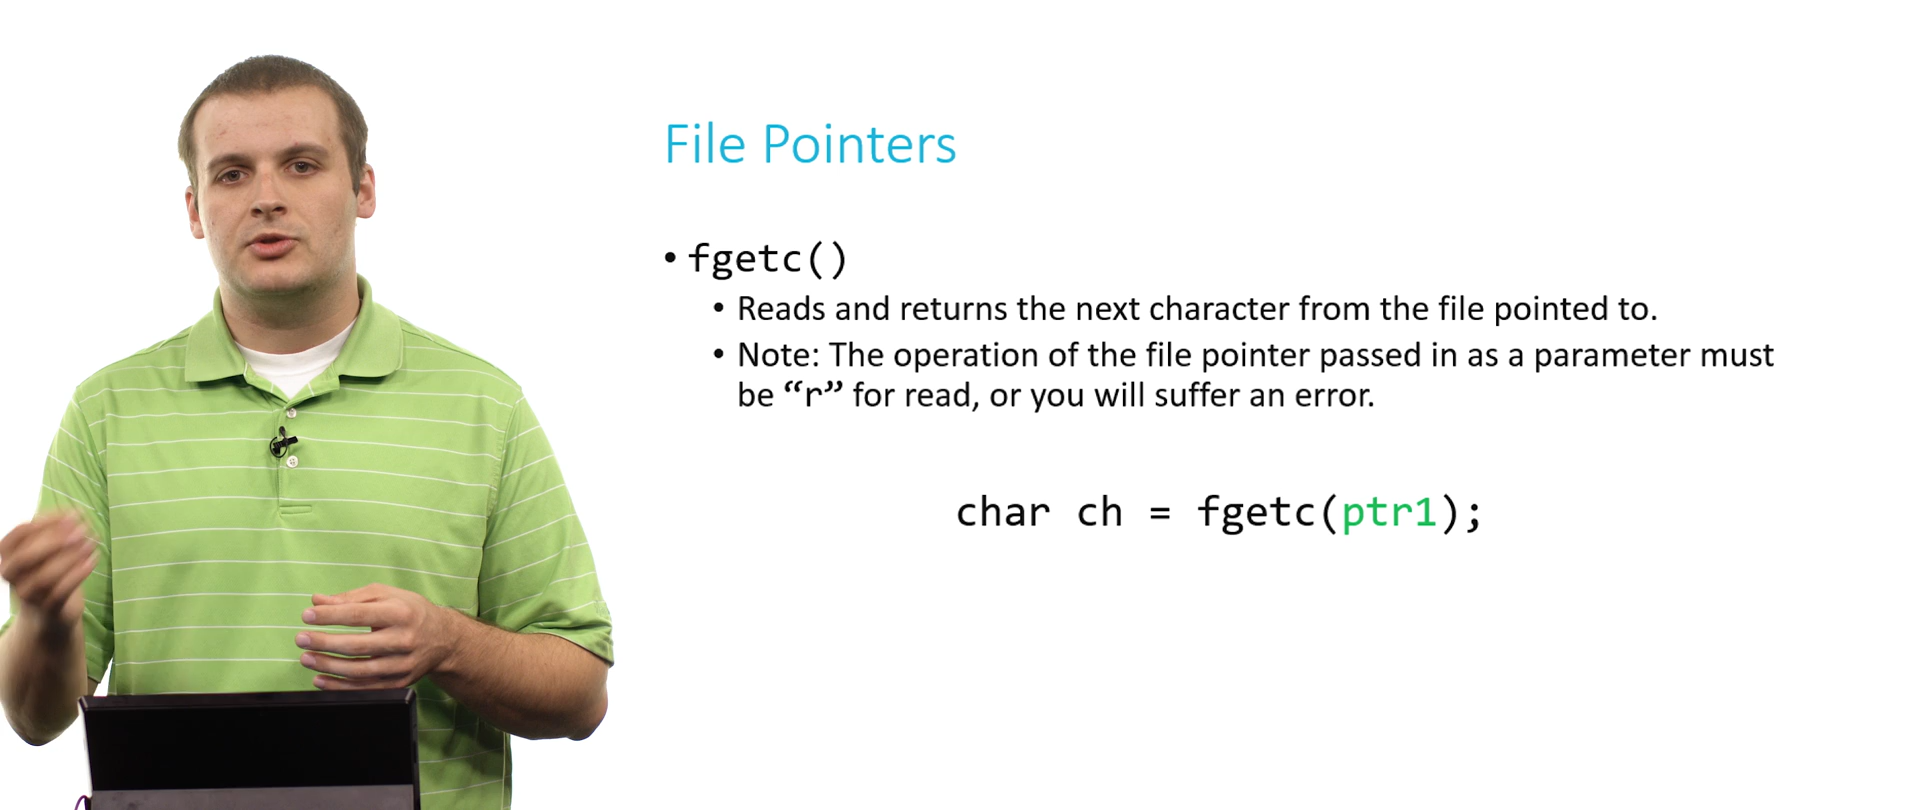 File Pointers
• fgetc()
• Reads and returns the next character from the file pointed to.
• Note: The operation of the file pointer passed in as a parameter must
be “r” for read, or you will suffer an error.
char ch = fgetc(ptr1);